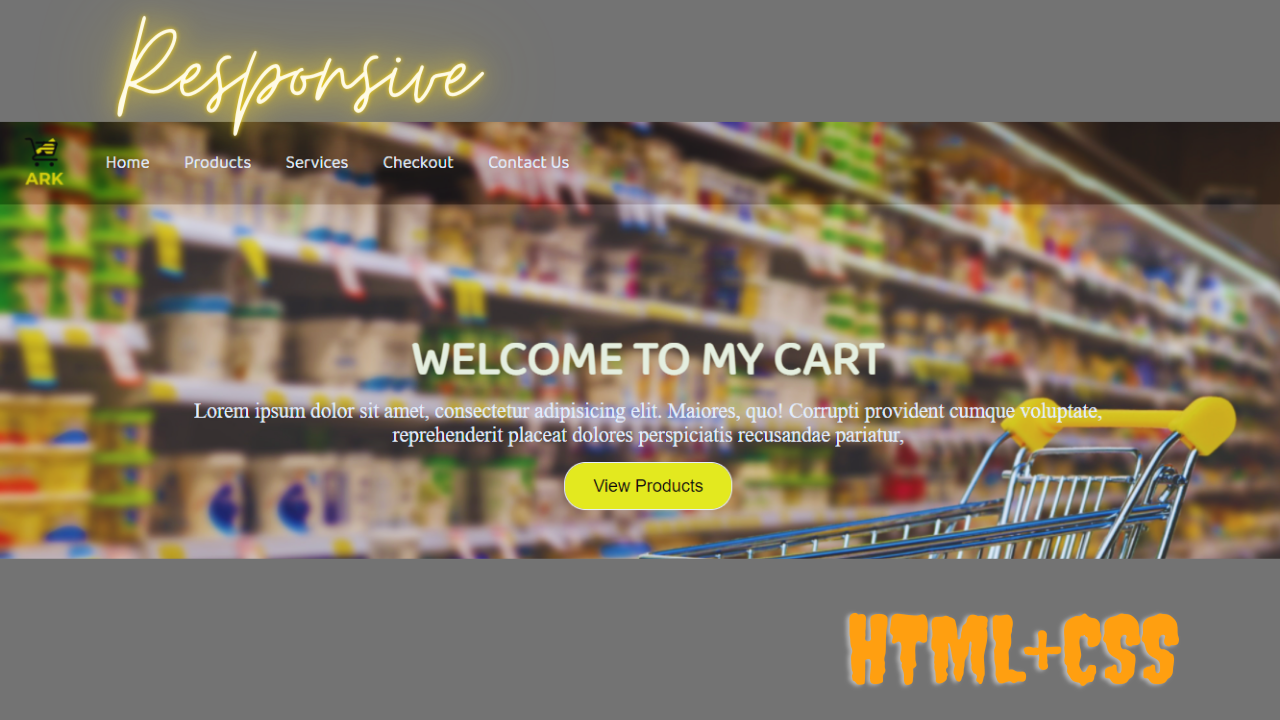 Responsive
ARK
Home Products Services Checkout Contact Us
WELCOME TO MY CART
Lorem ipsum dolor sit amet, consectetur adipisicing elit. Maiores, quo! Corrupti provident cumque voluptate,
reprehenderit placeat dolores perspiciatis recusandae pariatur,
View Products
HTML+CSS